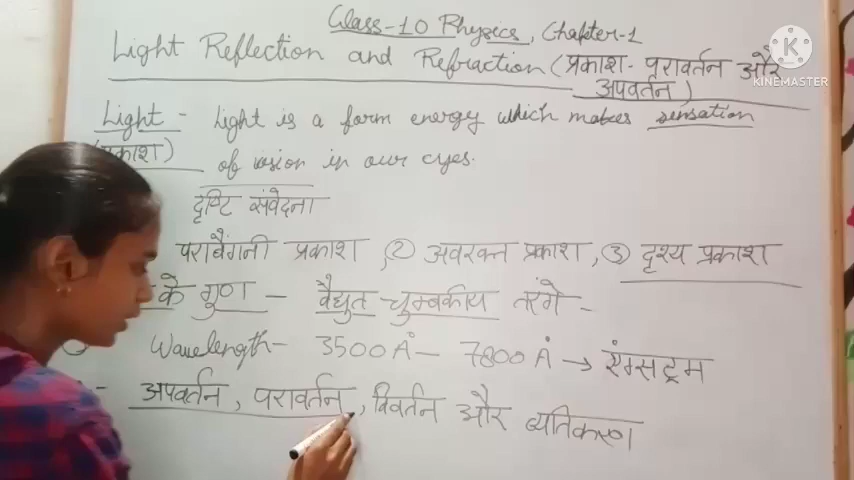 Class-10 Physics, Chapter-1
Light Reflection and Refraction (प्रकाश - परावर्तन और
अपवर्तन)
Light - Light is a form energy which makes sensation
(प्रकाश) of vision in our eyes.
दृष्टि संवेदना
पराबैंगनी प्रकाश, ② अवरक्त प्रकाश, ③ दृश्य प्रकाश
के गुण - वैद्युत चुम्बकीय तरंगे -
Wavelength - 3500 Å - 7800 Å → एंग्सट्रम
- अपवर्तन, परावर्तन, विवर्तन और व्यतिकरण
KINEMASTER